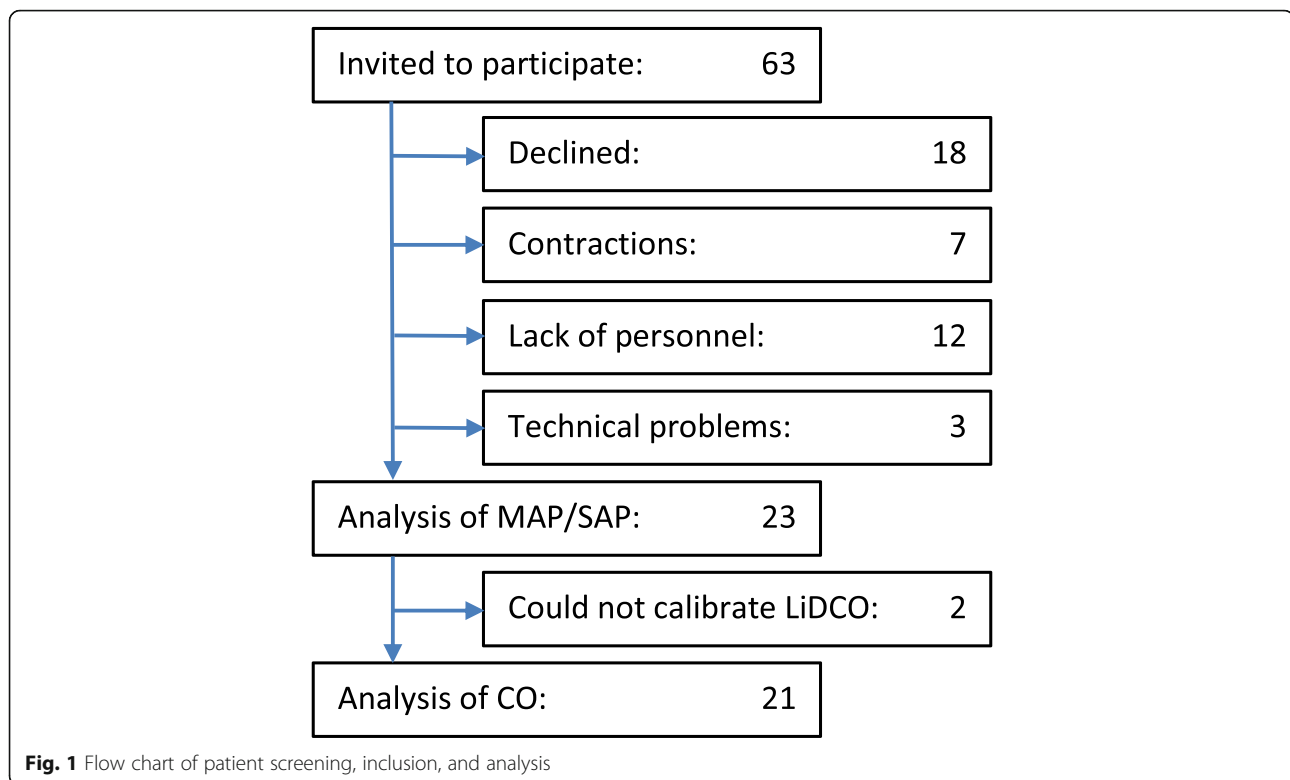 Invited to participate: 63
Declined: 18
Contractions: 7
Lack of personnel: 12
Technical problems: 3
Analysis of MAP/SAP: 23
Could not calibrate LiDCO: 2
Analysis of CO: 21
Fig. 1 Flow chart of patient screening, inclusion, and analysis